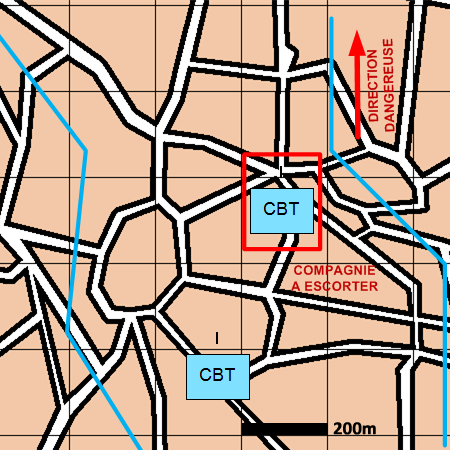 DIRECTION
DANGEREUSE
I
CBT
COMPAGNIE
A ESCORTER
I
CBT
200m